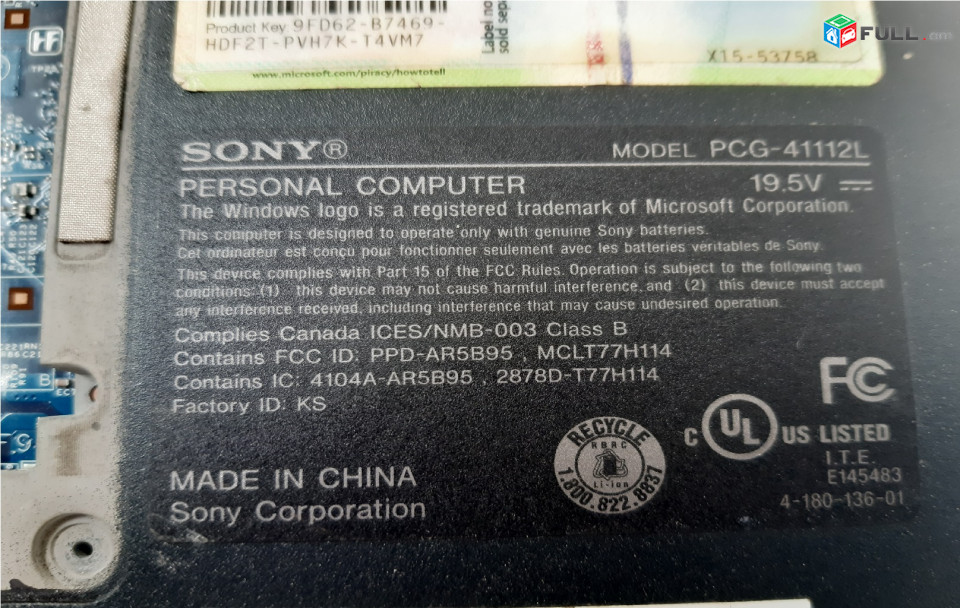 FULL.am
Product Key: 9FD62-B7469-
HDF2T-PVH7K-T4VM7
Label no
sold sepa
X15-53758
www.microsoft.com/piracy/howtotell
SONY®
MODEL PCG-41112L
PERSONAL COMPUTER
19.5V
The Windows logo is a registered trademark of Microsoft Corporation.
This computer is designed to operate only with genuine Sony batteries.
Cet ordinateur est conçu pour fonctionner seulement avec les batteries véritables de Sony.
This device complies with Part 15 of the FCC Rules. Operation is subject to the following two
conditions: (1) this device may not cause harmful interference, and (2) this device must accept
any interference received, including interference that may cause undesired operation.
Complies Canada ICES/NMB-003 Class B
Contains FCC ID: PPD-AR5B95 , MCLT77H114
Contains IC: 4104A-AR5B95 , 2878D-T77H114
Factory ID: KS
FC
RECYCLE
RBRC
Li-ion
1.800.822.8837
C UL US LISTED
I.T.E.
E145483
4-180-136-01
MADE IN CHINA
Sony Corporation